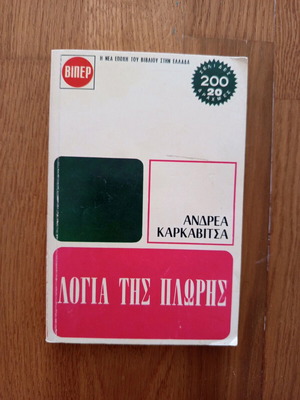 ΒΙΠΕΡ
Η ΝΕΑ ΕΠΟΧΗ ΤΟΥ ΒΙΒΛΙΟΥ ΣΤΗΝ ΕΛΛΑΔΑ
200
20
ΑΝΔΡΕΑ
ΚΑΡΚΑΒΙΤΣΑ
ΛΟΓΙΑ ΤΗΣ ΠΛΩΡΗΣ